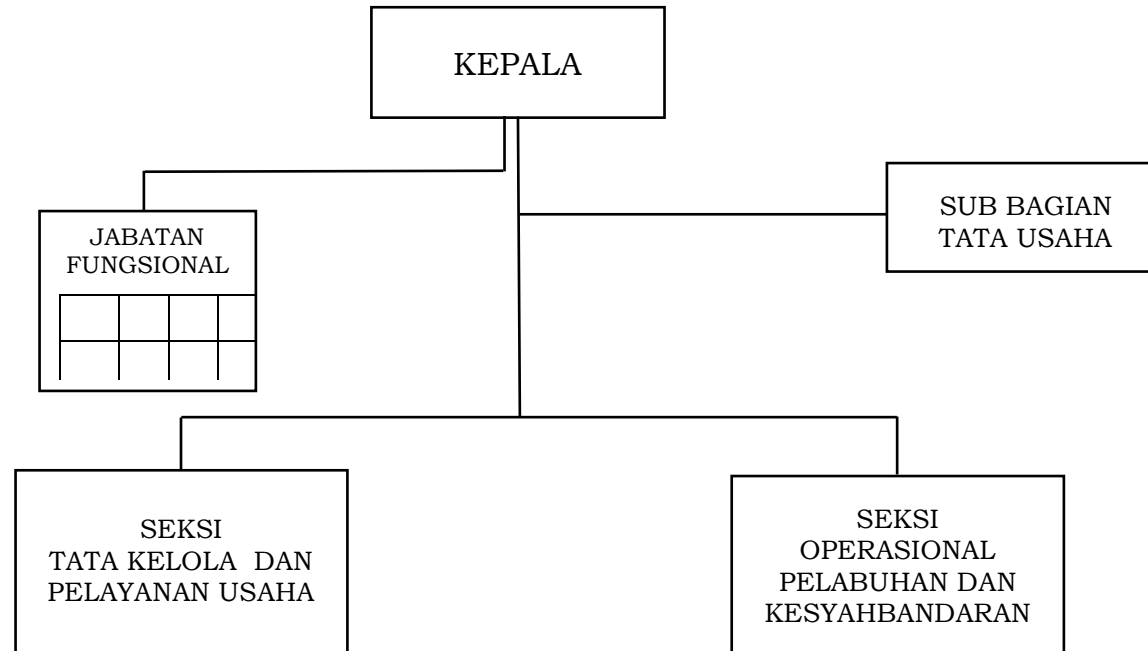 KEPALA
SUB BAGIAN
TATA USAHA
JABATAN
FUNGSIONAL
SEKSI
TATA KELOLA  DAN
PELAYANAN USAHA
SEKSI
OPERASIONAL
PELABUHAN DAN
KESYAHBANDARAN